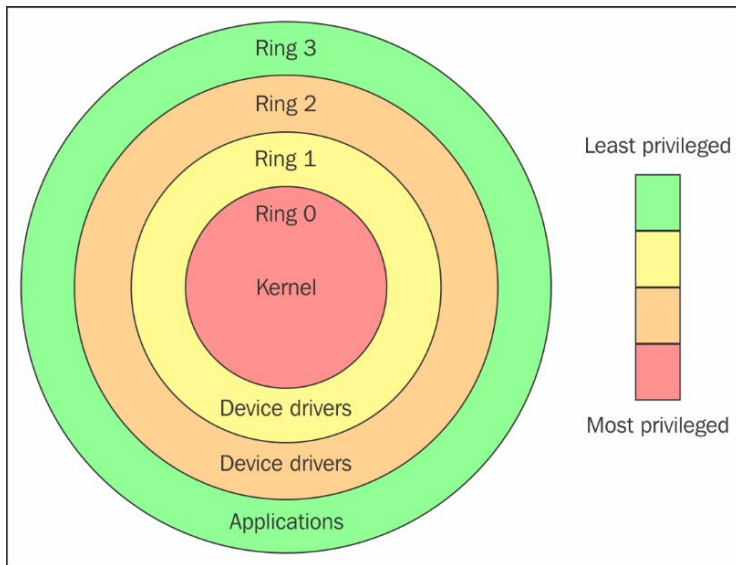 Ring 3
Ring 2
Ring 1
Ring 0
Kernel
Device drivers
Device drivers
Applications
Least privileged
Most privileged